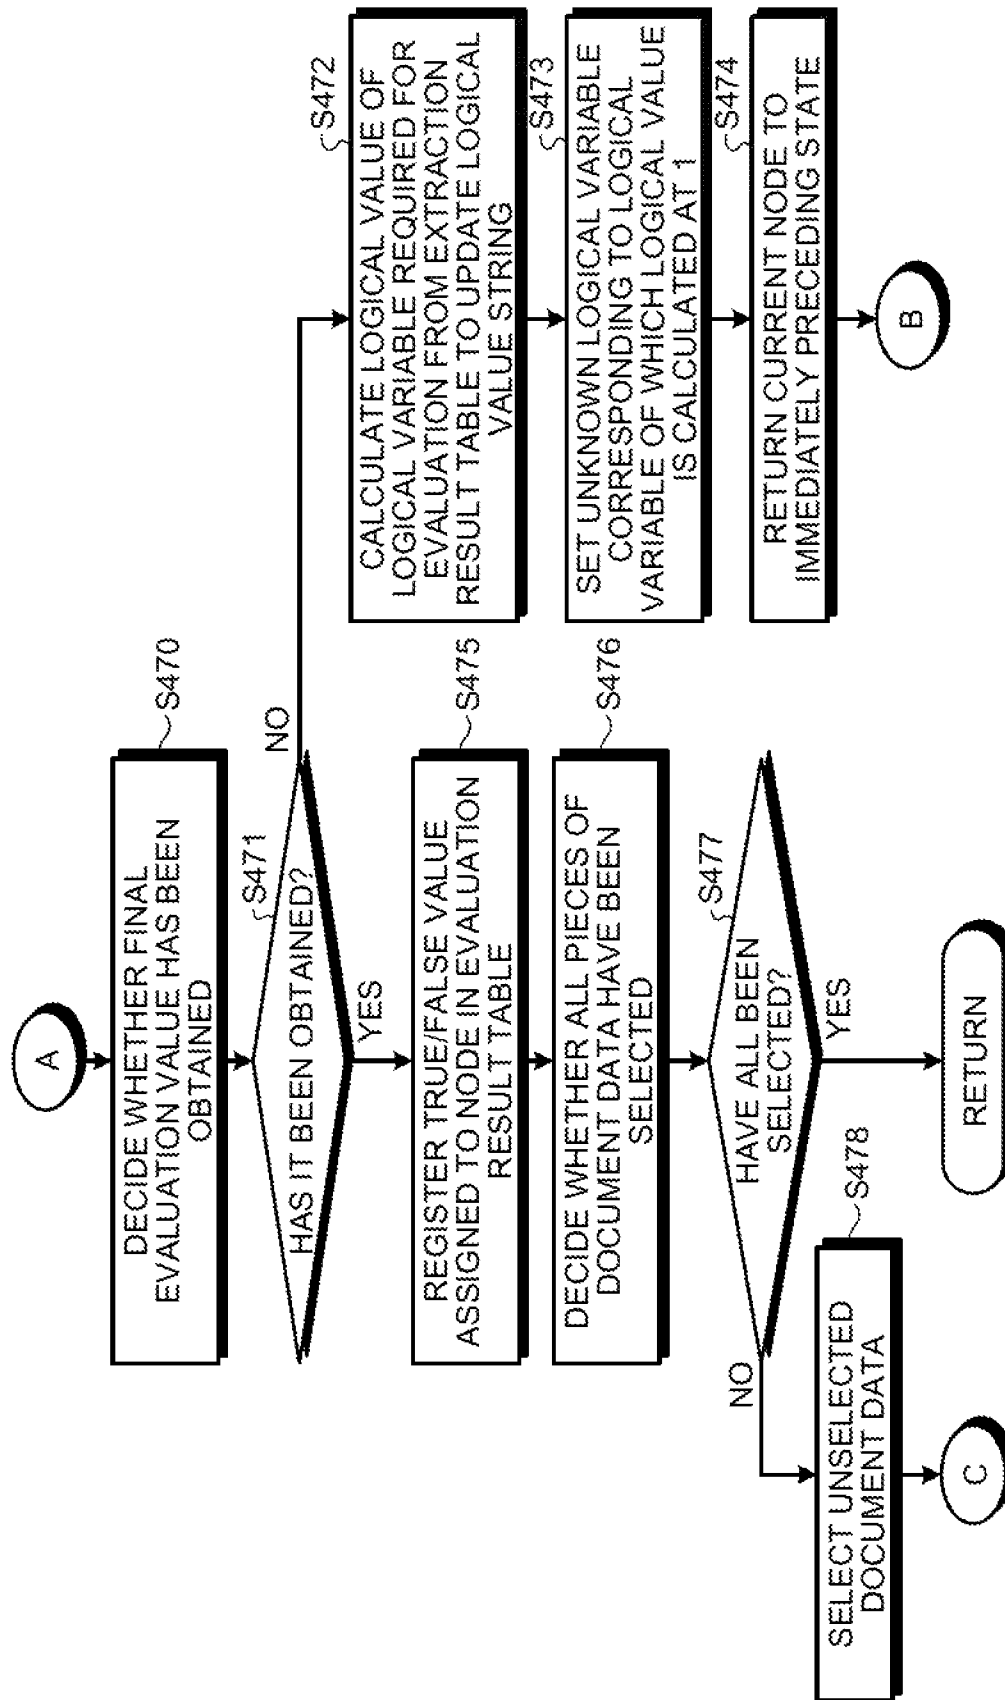 A
DECIDE WHETHER FINAL
EVALUATION VALUE HAS BEEN
OBTAINED
S470
S471
HAS IT BEEN OBTAINED?
NO
YES
CALCULATE LOGICAL VALUE OF
LOGICAL VARIABLE REQUIRED FOR
EVALUATION FROM EXTRACTION
RESULT TABLE TO UPDATE LOGICAL
VALUE STRING
S472
SET UNKNOWN LOGICAL VARIABLE
CORRESPONDING TO LOGICAL
VARIABLE OF WHICH LOGICAL VALUE
IS CALCULATED AT 1
S473
RETURN CURRENT NODE TO
IMMEDIATELY PRECEDING STATE
S474
B
REGISTER TRUE/FALSE VALUE
ASSIGNED TO NODE IN EVALUATION
RESULT TABLE
S475
DECIDE WHETHER ALL PIECES OF
DOCUMENT DATA HAVE BEEN
SELECTED
S476
S477
HAVE ALL BEEN
SELECTED?
NO
YES
SELECT UNSELECTED
DOCUMENT DATA
S478
C
RETURN